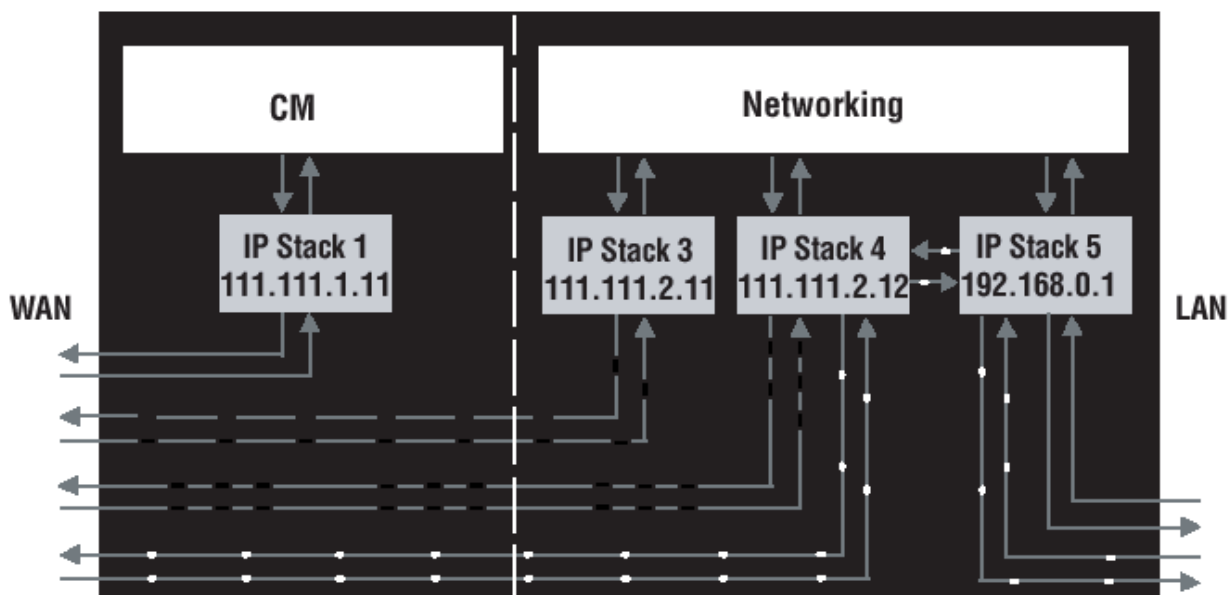 CM
Networking
IP Stack 1
111.111.1.11
IP Stack 3
111.111.2.11
IP Stack 4
111.111.2.12
IP Stack 5
192.168.0.1
WAN
LAN